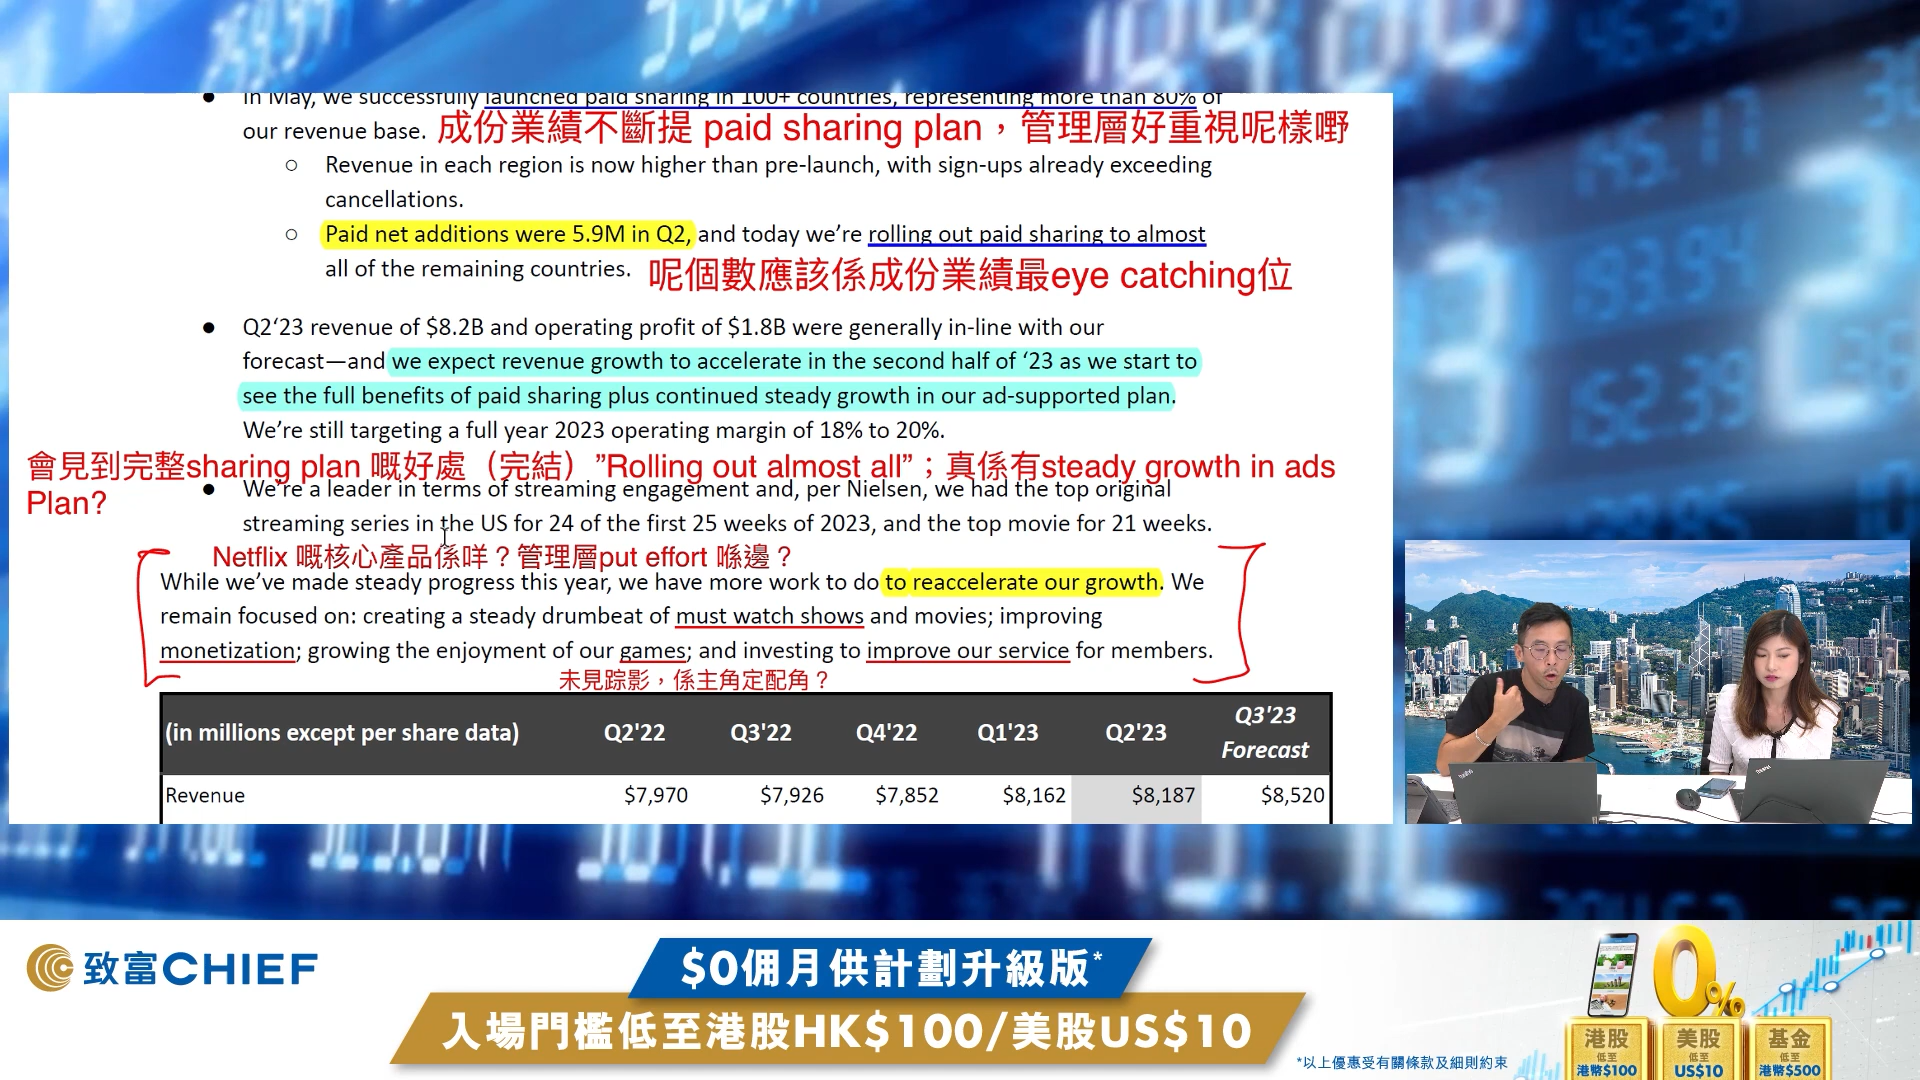 In May, we successfully launched paid sharing in 100+ countries, representing more than 80% of
our revenue base. 成份業績不斷提 paid sharing plan，管理層好重視呢樣嘢
Revenue in each region is now higher than pre-launch, with sign-ups already exceeding
cancellations.
Paid net additions were 5.9M in Q2, and today we’re rolling out paid sharing to almost
all of the remaining countries. 呢個數應該係成份業績最eye catching位
Q2‘23 revenue of $8.2B and operating profit of $1.8B were generally in-line with our
forecast—and we expect revenue growth to accelerate in the second half of ‘23 as we start to
see the full benefits of paid sharing plus continued steady growth in our ad-supported plan.
We’re still targeting a full year 2023 operating margin of 18% to 20%.
會見到完整sharing plan 嘅好處（完結）”Rolling out almost all”；真係有steady growth in ads
Plan?
We’re a leader in terms of streaming engagement and, per Nielsen, we had the top original
streaming series in the US for 24 of the first 25 weeks of 2023, and the top movie for 21 weeks.
Netflix 嘅核心產品係咩？管理層put effort 喺邊？
While we’ve made steady progress this year, we have more work to do to reaccelerate our growth. We
remain focused on: creating a steady drumbeat of must watch shows and movies; improving
monetization; growing the enjoyment of our games; and investing to improve our service for members.
未見踪影，係主角定配角？
(in millions except per share data) Q2'22 Q3'22 Q4'22 Q1'23 Q2'23 Q3'23 Forecast
Revenue $7,970 $7,926 $7,852 $8,162 $8,187 $8,520
致富CHIEF
$0佣月供計劃升級版*
入場門檻低至港股HK$100/美股US$10
*以上優惠受有關條款及細則約束
0%
港股 低至 港幣$100
美股 低至 US$10
基金 低至 港幣$500